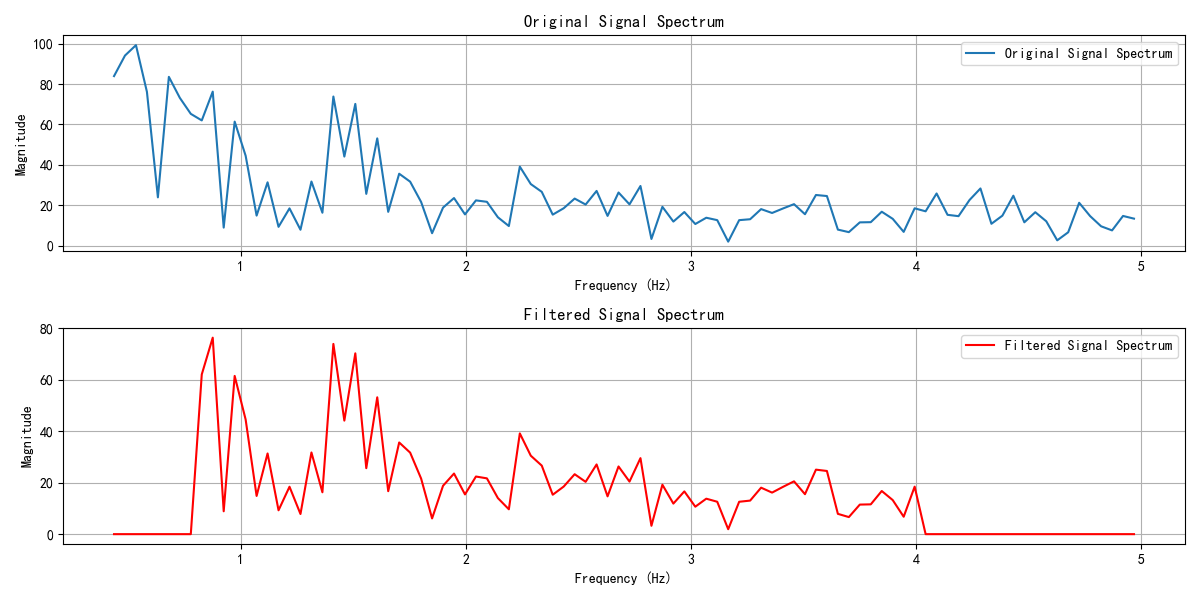 Original Signal Spectrum
Original Signal Spectrum
Magnitude
100
80
60
40
20
0
1
2
3
4
5
Frequency (Hz)
Filtered Signal Spectrum
Filtered Signal Spectrum
Magnitude
80
60
40
20
0
1
2
3
4
5
Frequency (Hz)